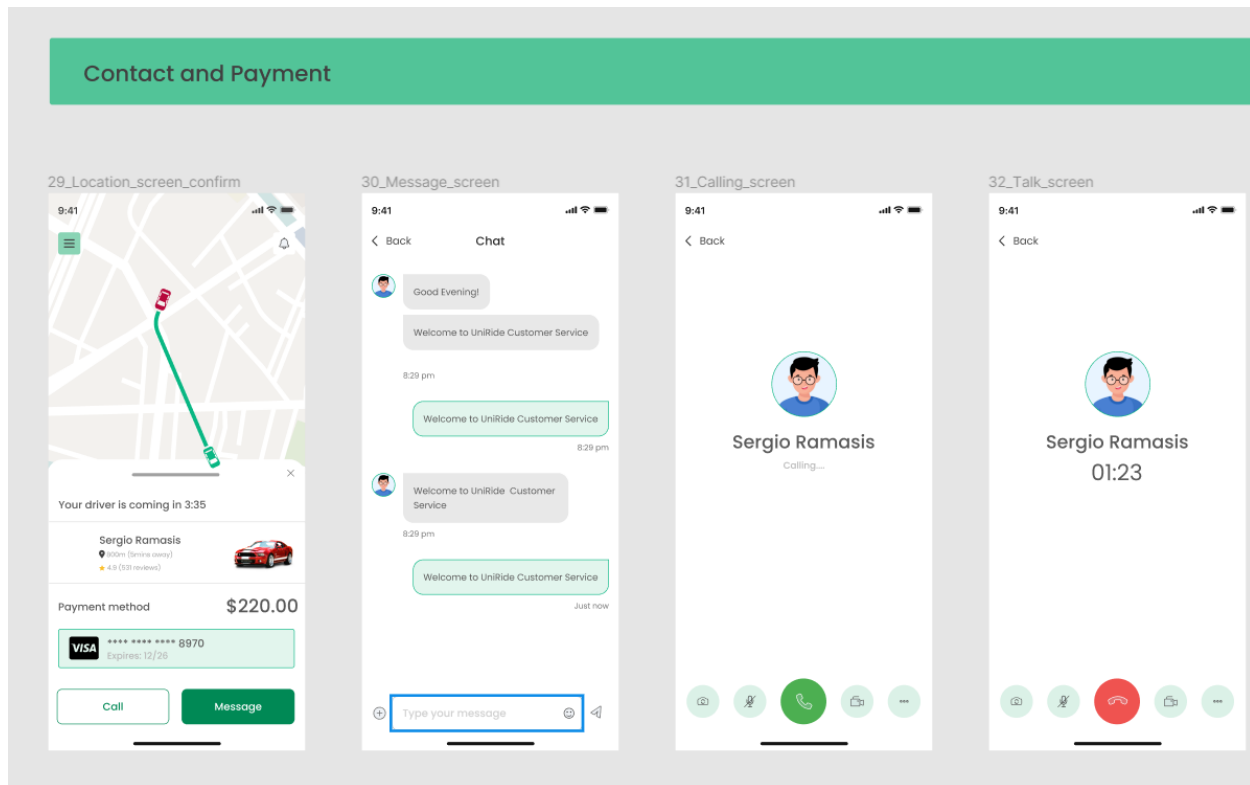 Contact and Payment
29_Location_screen_confirm
9:41
Your driver is coming in 3:35
Sergio Ramasis
900m (5mins away)
4.9 (531 reviews)
Payment method
$220.00
VISA
**** **** **** 8970
Expires: 12/26
Call
Message
30_Message_screen
9:41
Back
Chat
Good Evening!
Welcome to UniRide Customer Service
8:29 pm
Welcome to UniRide Customer Service
8:29 pm
Welcome to UniRide Customer
Service
8:29 pm
Welcome to UniRide Customer Service
Just now
Type your message
31_Calling_screen
9:41
Back
Sergio Ramasis
Calling....
32_Talk_screen
9:41
Back
Sergio Ramasis
01:23